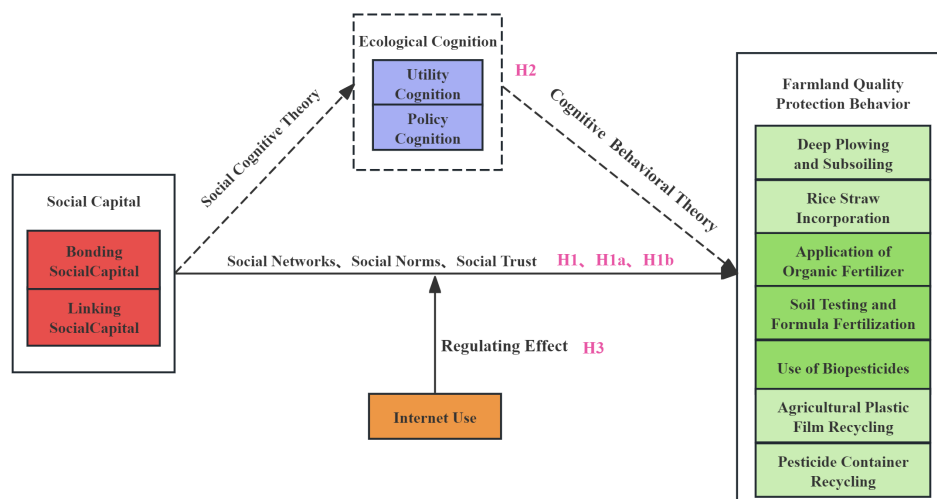 Ecological Cognition
Utility
Cognition
Policy
Cognition
H2
Social Cognitive Theory
Cognitive Behavioral Theory
Social Capital
Bonding
SocialCapital
Linking
SocialCapital
Social Networks、Social Norms、Social Trust H1、H1a、H1b
Regulating Effect H3
Internet Use
Farmland Quality
Protection Behavior
Deep Plowing
and Subsoiling
Rice Straw
Incorporation
Application of
Organic Fertilizer
Soil Testing and
Formula Fertilization
Use of Biopesticides
Agricultural Plastic
Film Recycling
Pesticide Container
Recycling